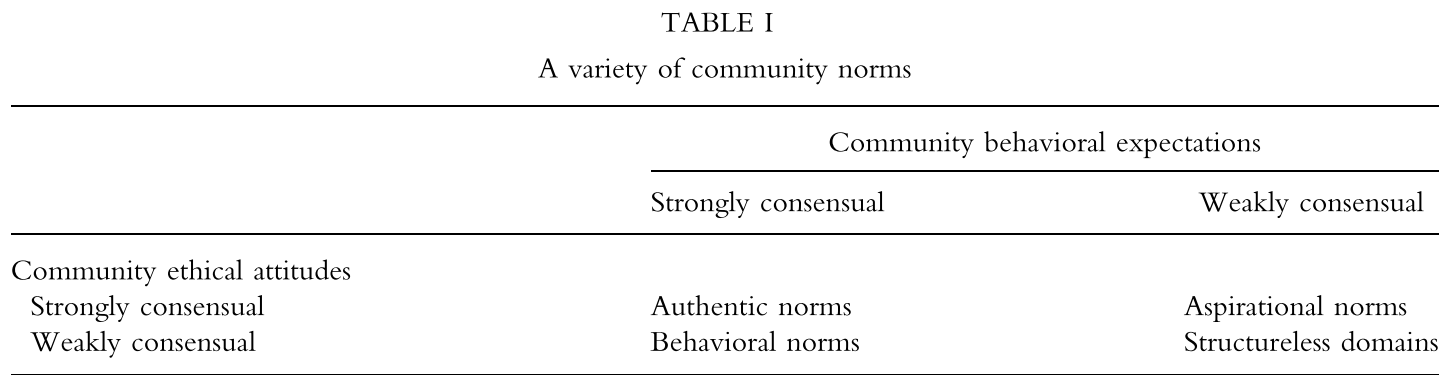 TABLE I
A variety of community norms
Community behavioral expectations
Strongly consensual Weakly consensual
Community ethical attitudes
Strongly consensual Authentic norms Aspirational norms
Weakly consensual Behavioral norms Structureless domains